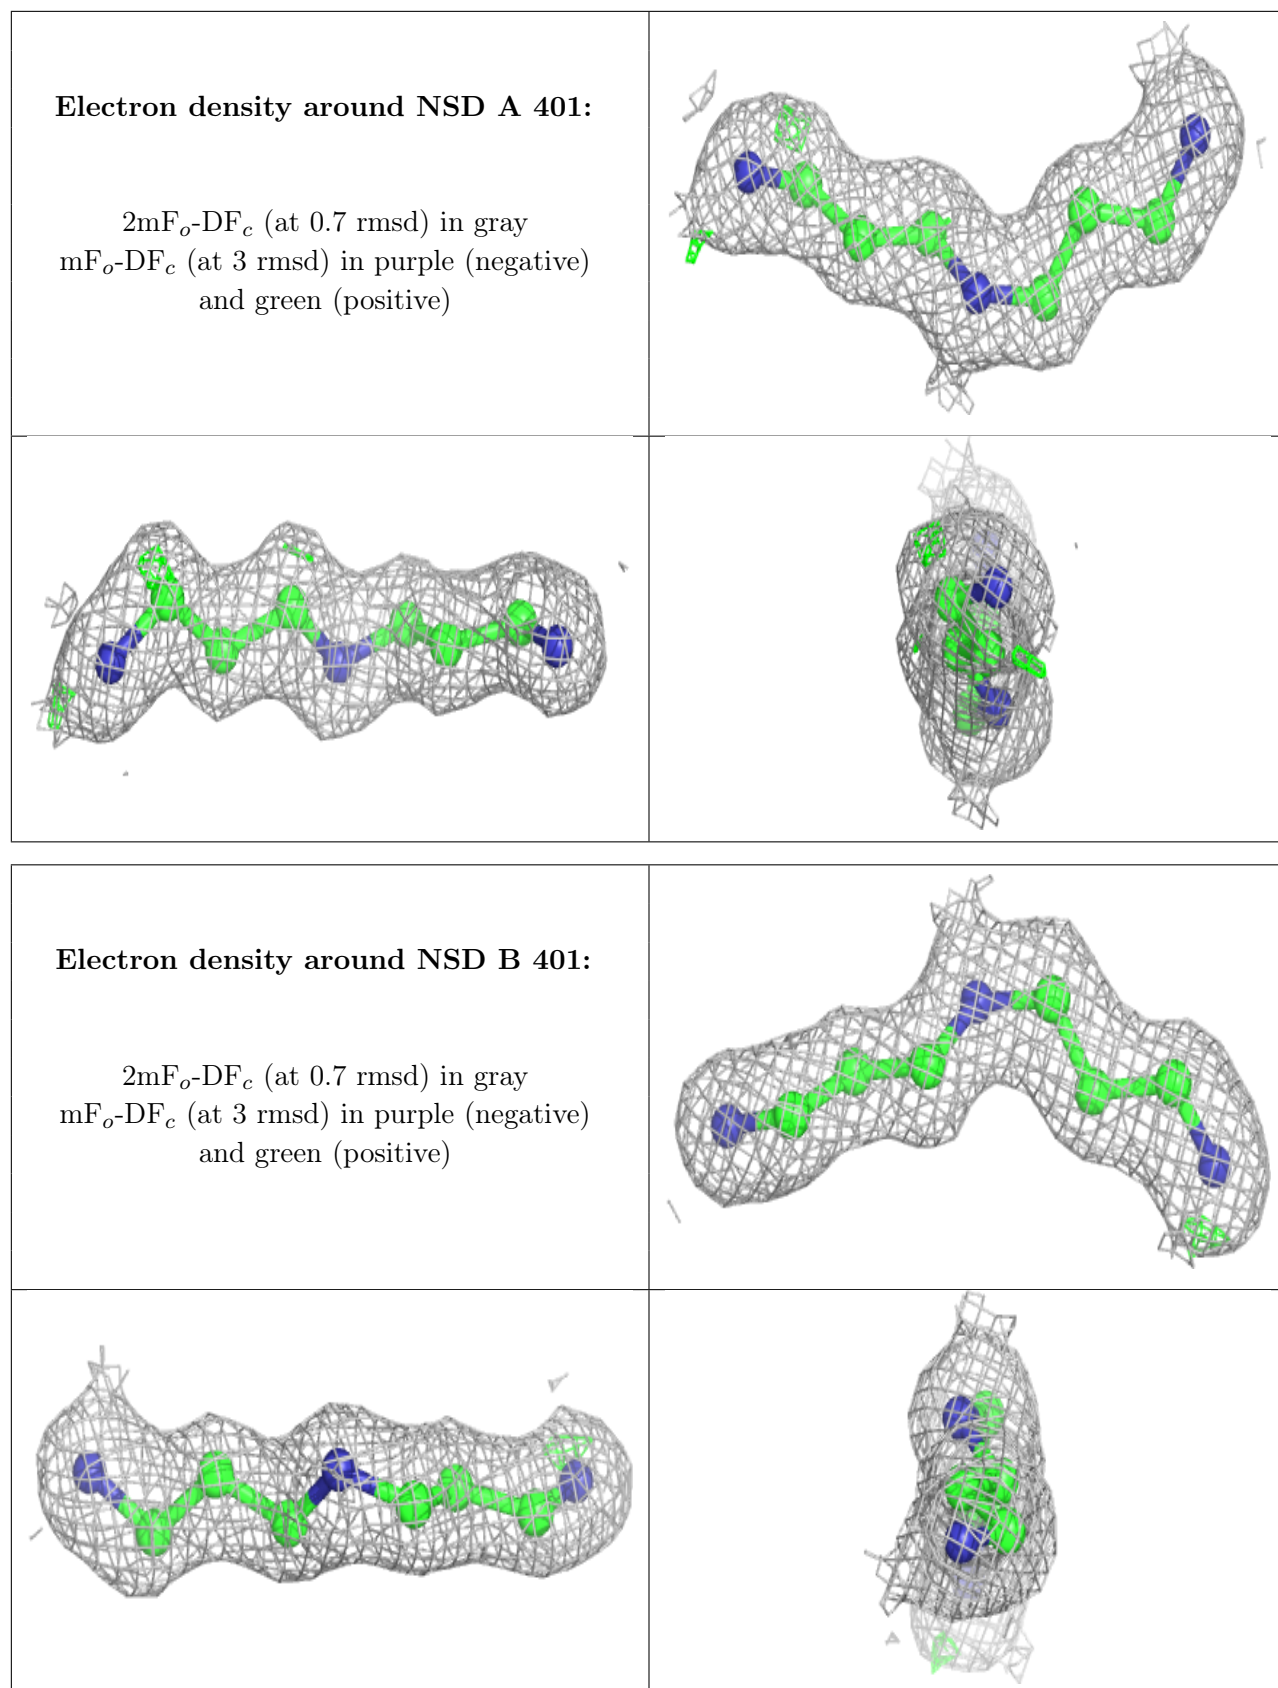 Electron density around NSD A 401:
2mFₒ-DF𝒸 (at 0.7 rmsd) in gray
mFₒ-DF𝒸 (at 3 rmsd) in purple (negative)
and green (positive)
Electron density around NSD B 401:
2mFₒ-DF𝒸 (at 0.7 rmsd) in gray
mFₒ-DF𝒸 (at 3 rmsd) in purple (negative)
and green (positive)